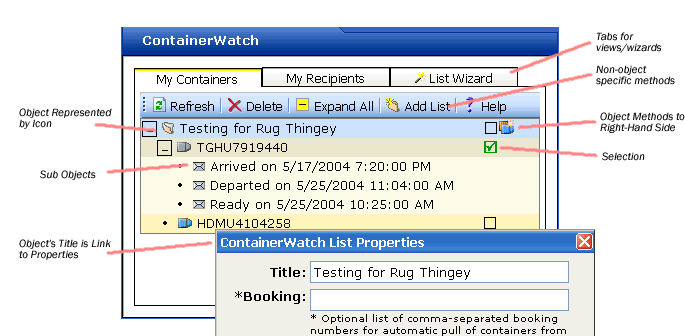 ContainerWatch
Tabs for
views/wizards
My Containers
My Recipients
List Wizard
Non-object
specific methods
Refresh
Delete
Expand All
Add List
Help
Object Represented
by Icon
Testing for Rug Thingey
Object Methods to
Right-Hand Side
TGHU7919440
Selection
Sub Objects
Arrived on 5/17/2004 7:20:00 PM
Departed on 5/25/2004 11:04:00 AM
Ready on 5/25/2004 10:25:00 AM
HDMU4104258
Object's Title is Link
to Properties
ContainerWatch List Properties
Title: Testing for Rug Thingey
*Booking:
* Optional list of comma-separated booking
numbers for automatic pull of containers from